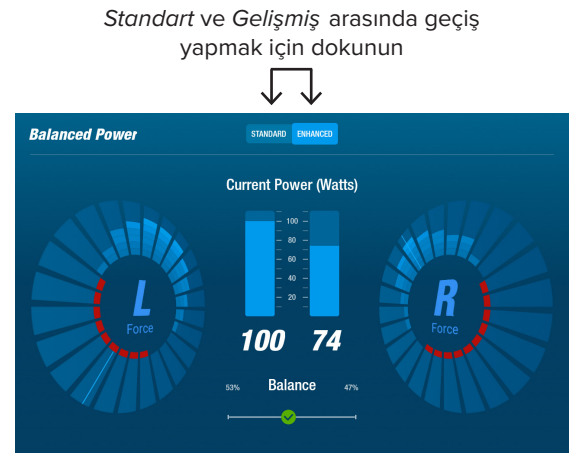 Standart ve Gelişmiş arasında geçiş
yapmak için dokunun
Balanced Power
STANDARD ENHANCED
Current Power (Watts)
100
80
60
40
20
L
Force
R
Force
100 74
53% Balance 47%